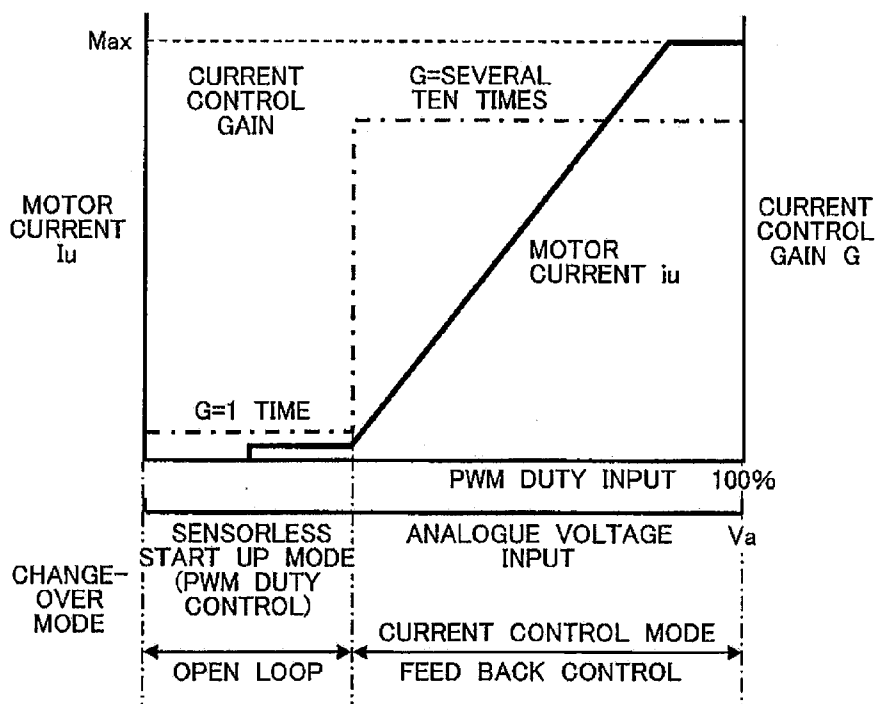 Max
CURRENT
CONTROL
GAIN
G=SEVERAL
TEN TIMES
MOTOR
CURRENT
Iu
MOTOR
CURRENT iu
CURRENT
CONTROL
GAIN G
G=1 TIME
PWM DUTY INPUT 100%
SENSORLESS
START UP MODE
(PWM DUTY
CONTROL)
ANALOGUE VOLTAGE
INPUT
Va
CHANGE-
OVER
MODE
CURRENT CONTROL MODE
OPEN LOOP
FEED BACK CONTROL